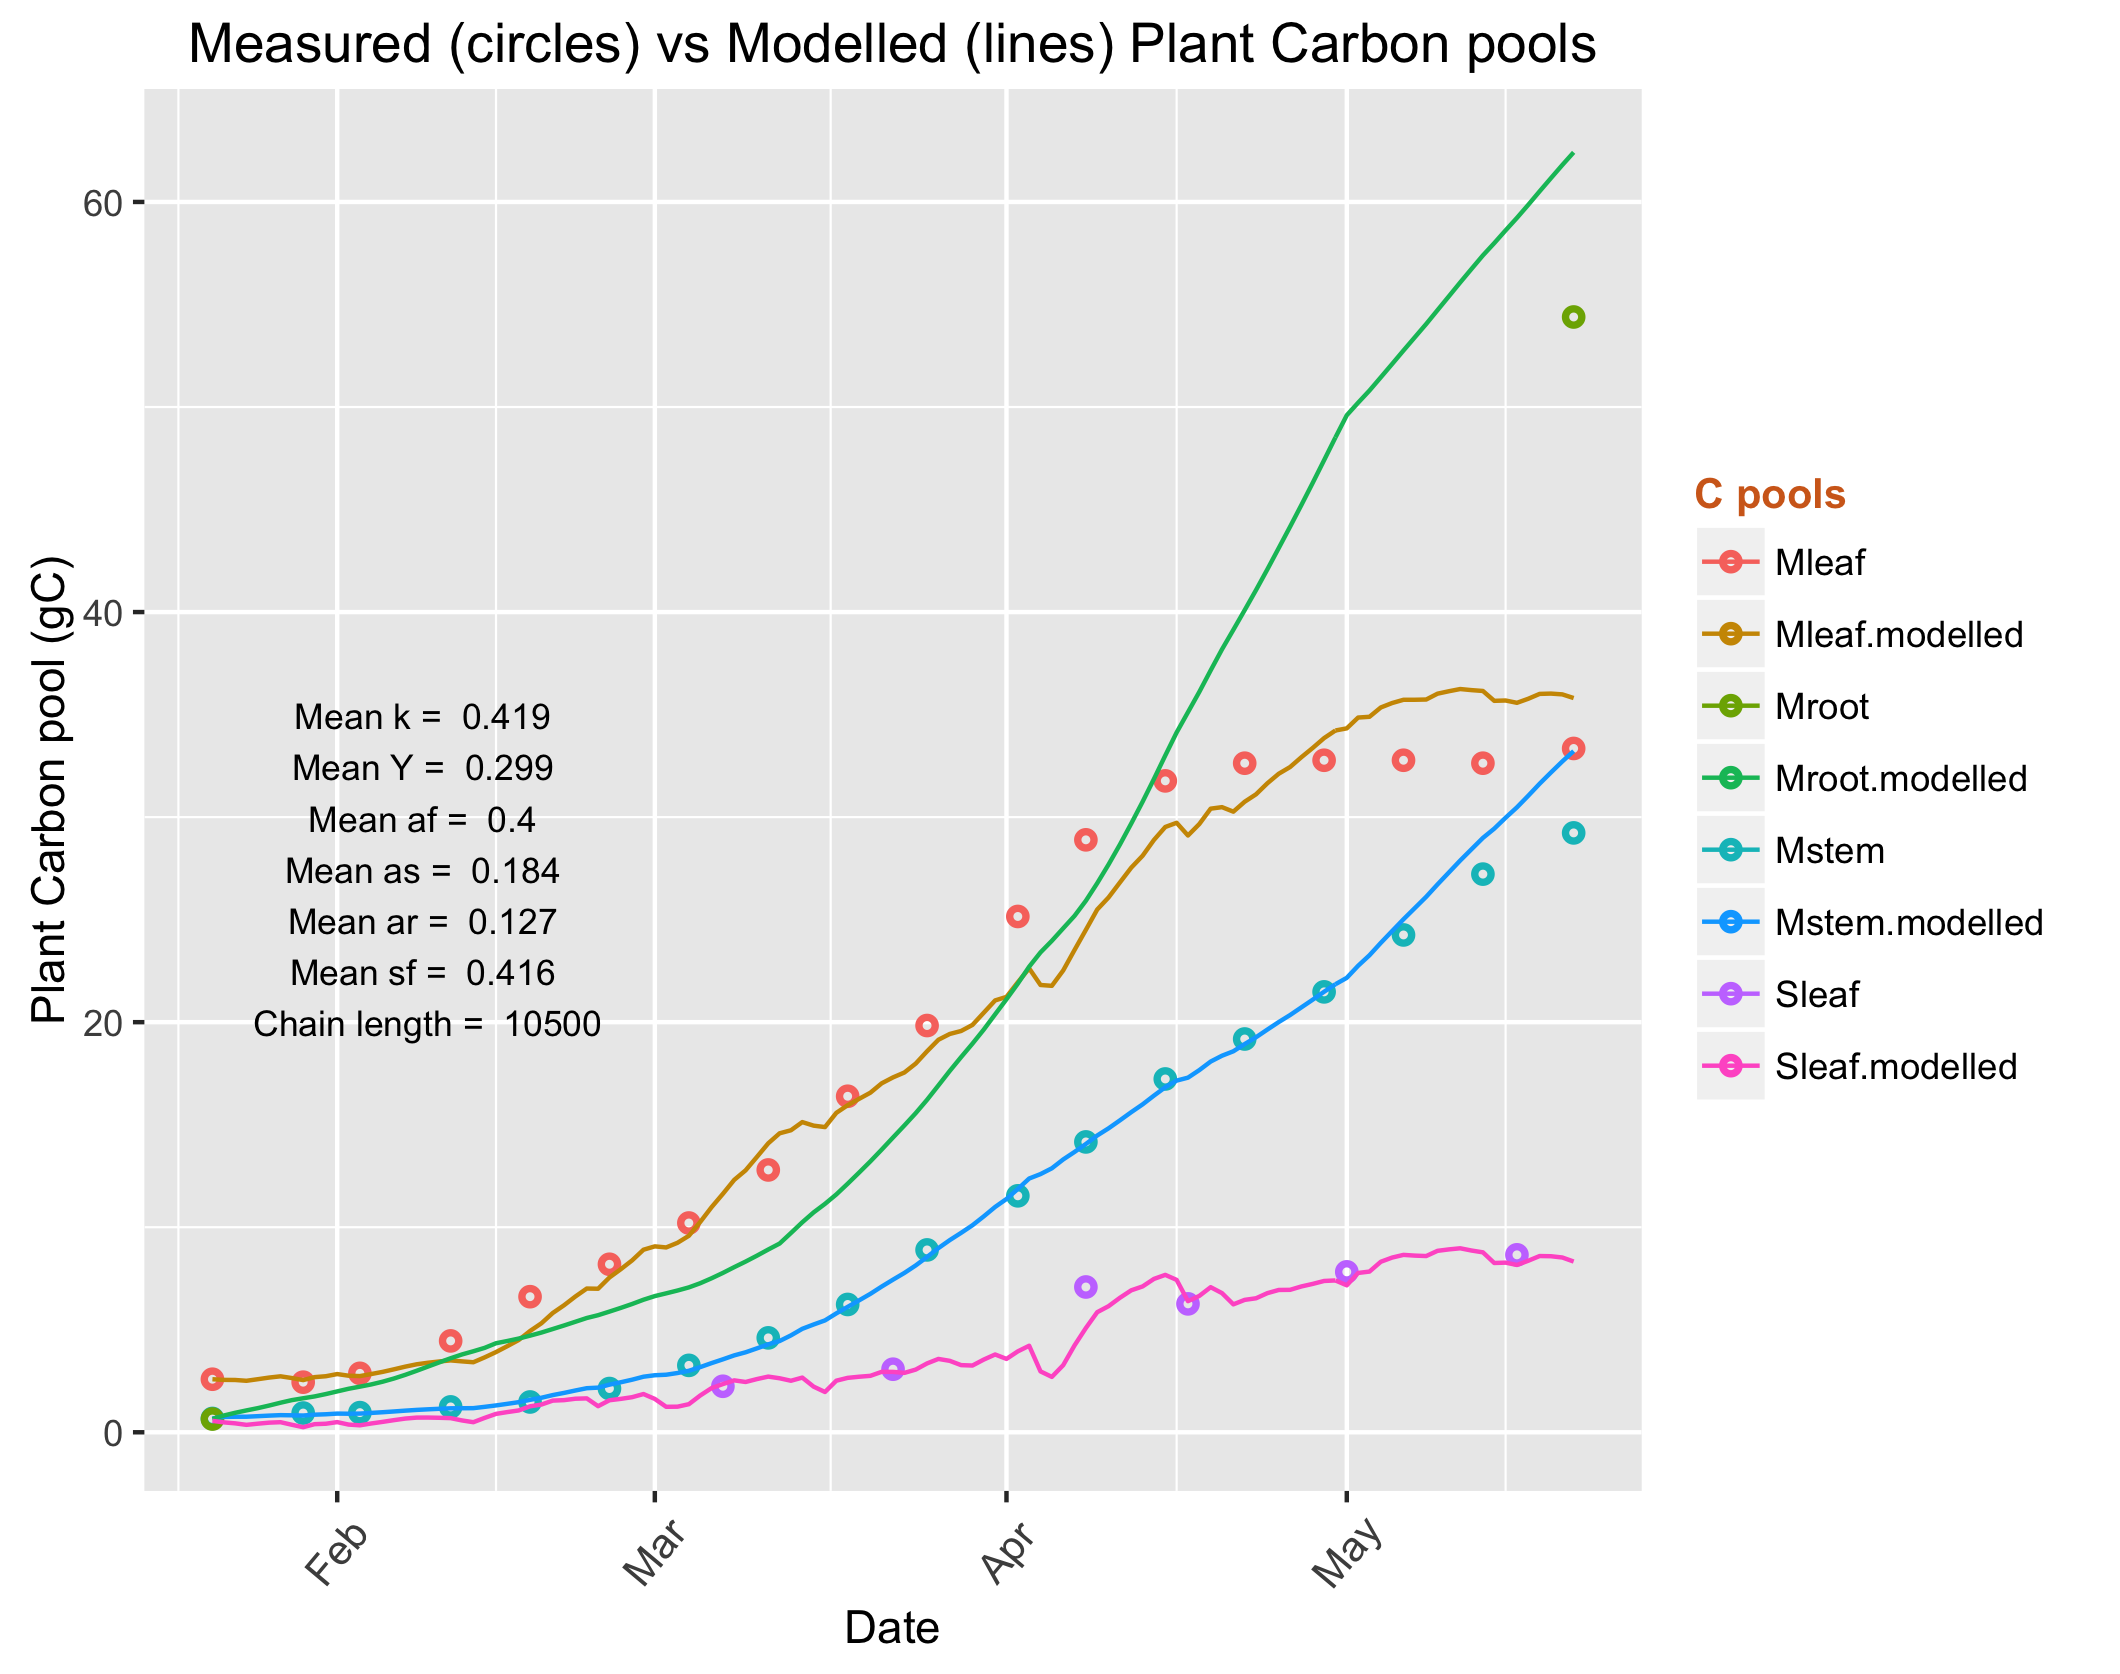 Measured (circles) vs Modelled (lines) Plant Carbon pools
Plant Carbon pool (gC)
60
40
20
0
Mean k = 0.419
Mean Y = 0.299
Mean af = 0.4
Mean as = 0.184
Mean ar = 0.127
Mean sf = 0.416
Chain length = 10500
Feb
Mar
Apr
May
Date
C pools
Mleaf
Mleaf.modelled
Mroot
Mroot.modelled
Mstem
Mstem.modelled
Sleaf
Sleaf.modelled